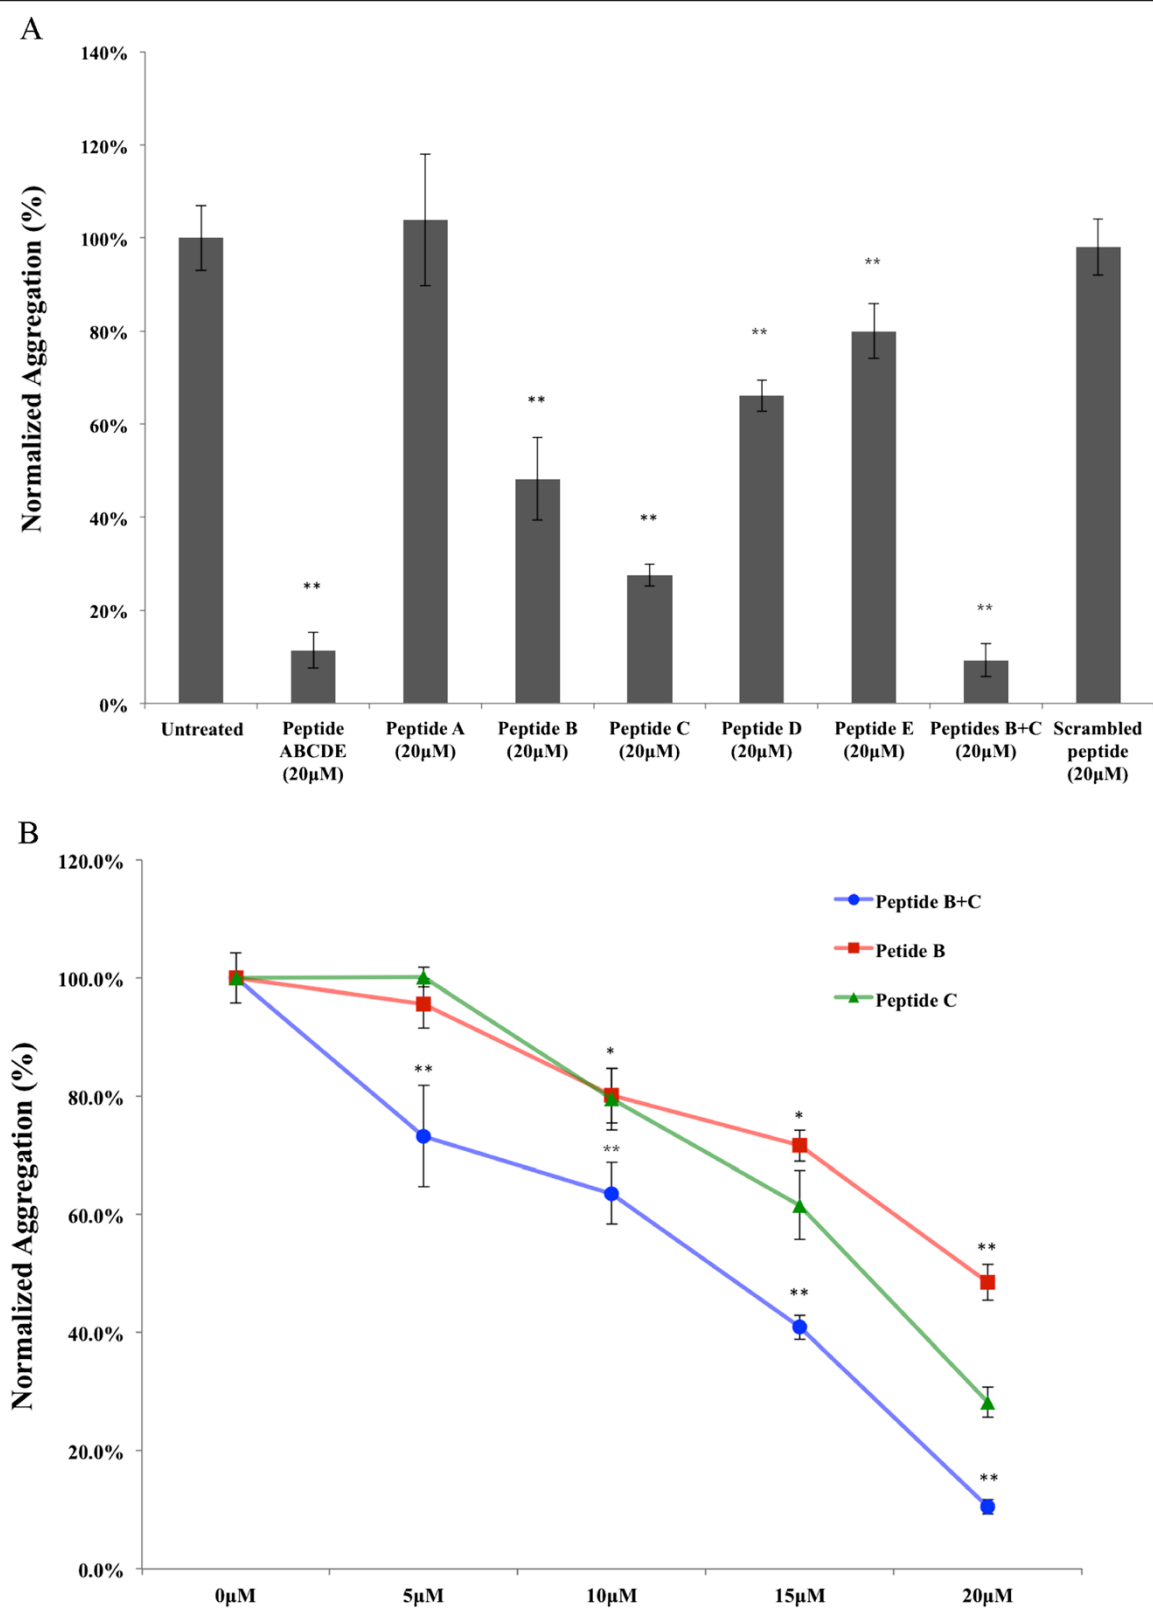 A
140%
120%
100%
80%
60%
40%
20%
0%
Normalized Aggregation (%)
**
**
**
**
**
**
Untreated
Peptide
ABCDE
(20μM)
Peptide A
(20μM)
Peptide B
(20μM)
Peptide C
(20μM)
Peptide D
(20μM)
Peptide E
(20μM)
Peptides B+C
(20μM)
Scrambled
peptide
(20μM)
B
120.0%
100.0%
80.0%
60.0%
40.0%
20.0%
0.0%
Normalized Aggregation (%)
Peptide B+C
Petide B
Peptide C
**
*
**
*
**
**
**
0μM
5μM
10μM
15μM
20μM